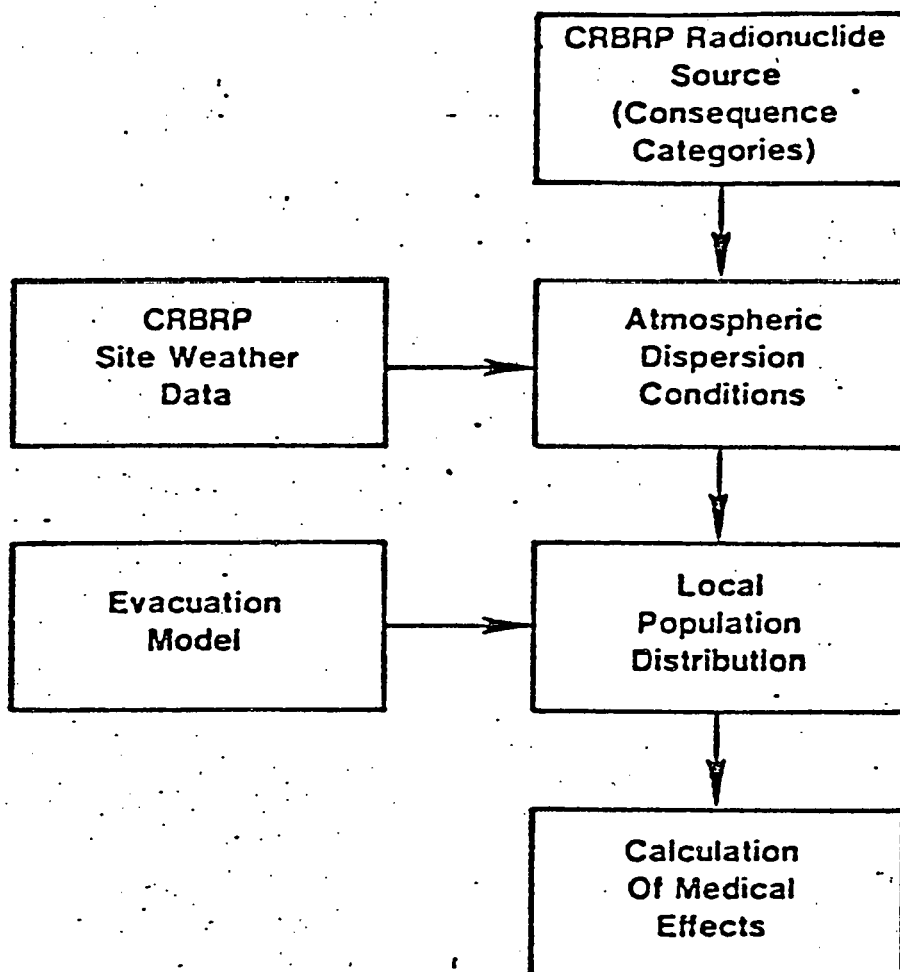 CRBRP Radionuclide
Source
(Consequence
Categories)
CRBRP
Site Weather
Data
Atmospheric
Dispersion
Conditions
Evacuation
Model
Local
Population
Distribution
Calculation
Of Medical
Effects